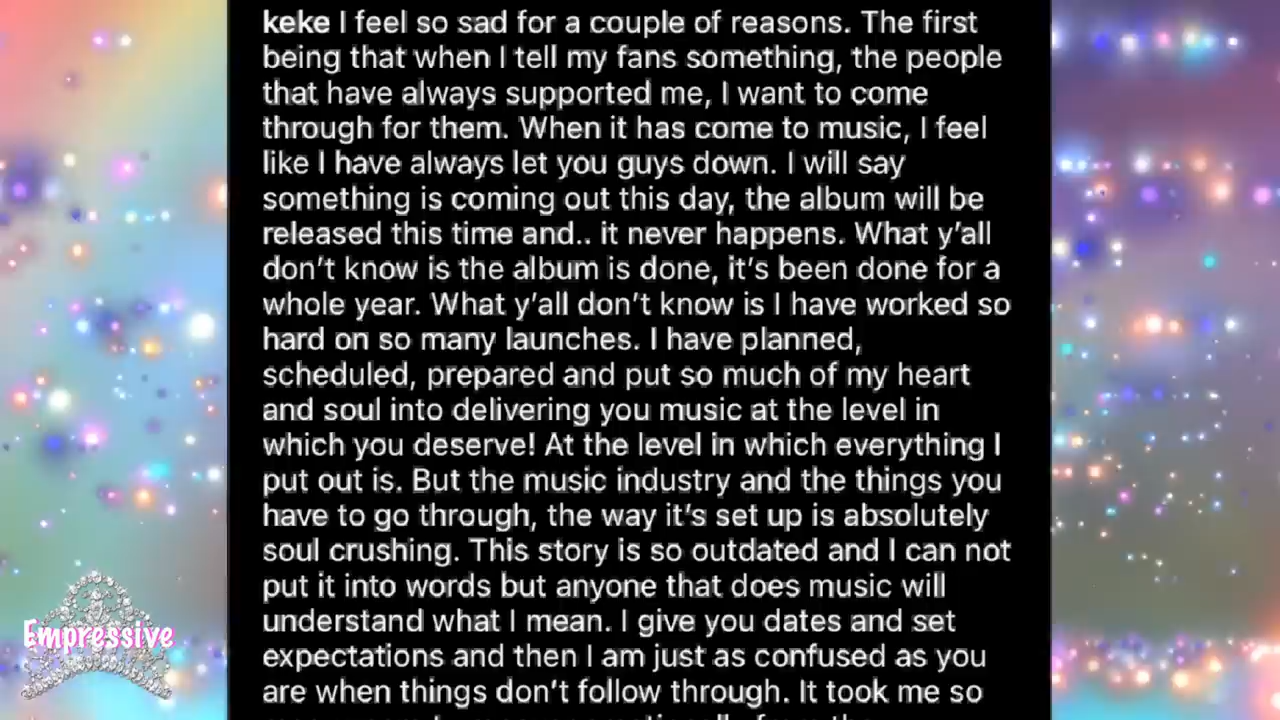 keke I feel so sad for a couple of reasons. The first
being that when I tell my fans something, the people
that have always supported me, I want to come
through for them. When it has come to music, I feel
like I have always let you guys down. I will say
something is coming out this day, the album will be
released this time and.. it never happens. What y’all
don’t know is the album is done, it’s been done for a
whole year. What y’all don’t know is I have worked so
hard on so many launches. I have planned,
scheduled, prepared and put so much of my heart
and soul into delivering you music at the level in
which you deserve! At the level in which everything I
put out is. But the music industry and the things you
have to go through, the way it’s set up is absolutely
soul crushing. This story is so outdated and I can not
put it into words but anyone that does music will
understand what I mean. I give you dates and set
expectations and then I am just as confused as you
are when things don’t follow through. It took me so
Empressive